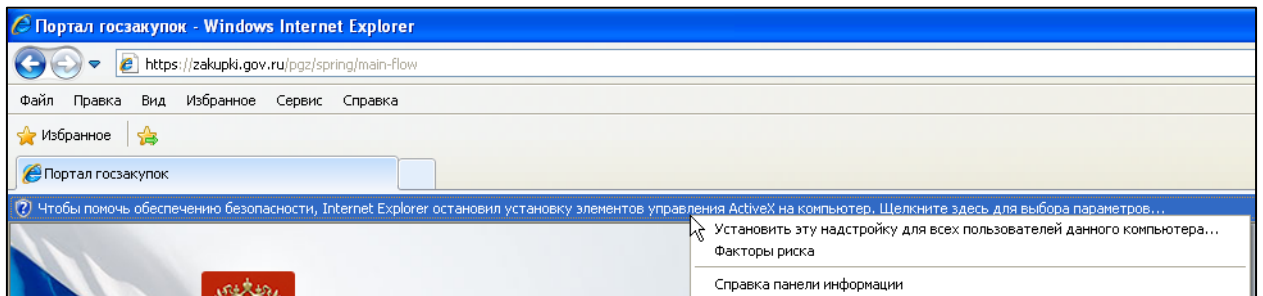 Портал госзакупок - Windows Internet Explorer
https://zakupki.gov.ru/pgz/spring/main-flow
Файл Правка Вид Избранное Сервис Справка
Избранное
Портал госзакупок
Чтобы помочь обеспечению безопасности, Internet Explorer остановил установку элементов управления ActiveX на компьютер. Щелкните здесь для выбора параметров...
Установить эту надстройку для всех пользователей данного компьютера...
Факторы риска
Справка панели информации